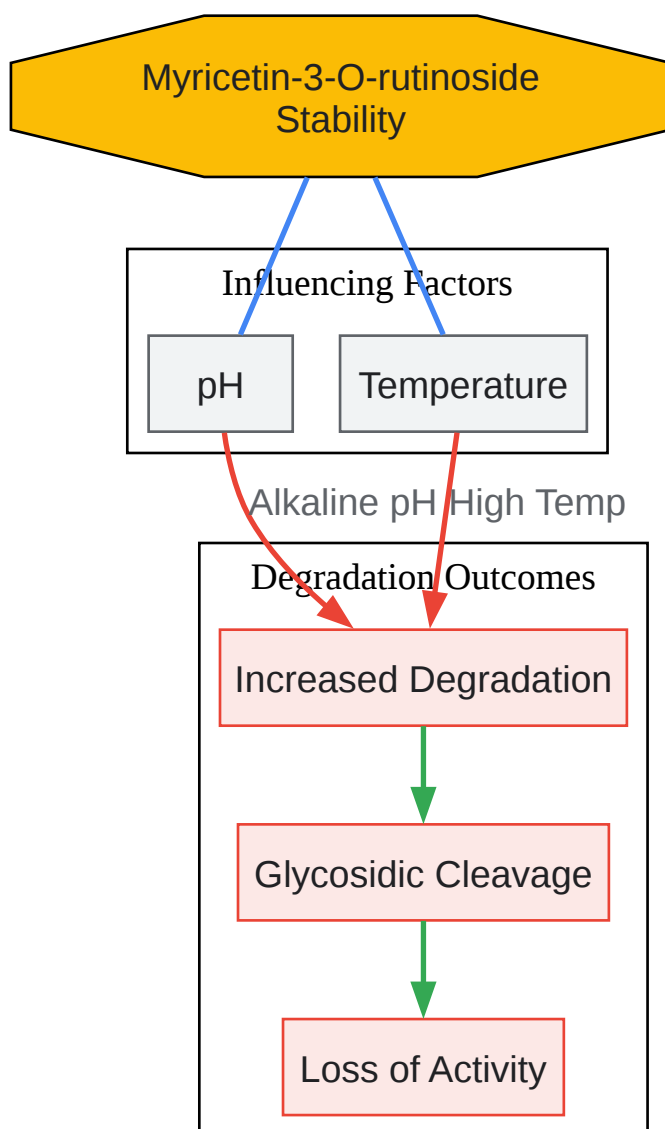 Myricetin-3-O-rutinoside
Stability
Influencing Factors
pH
Temperature
Alkaline pH
High Temp
Degradation Outcomes
Increased Degradation
Glycosidic Cleavage
Loss of Activity